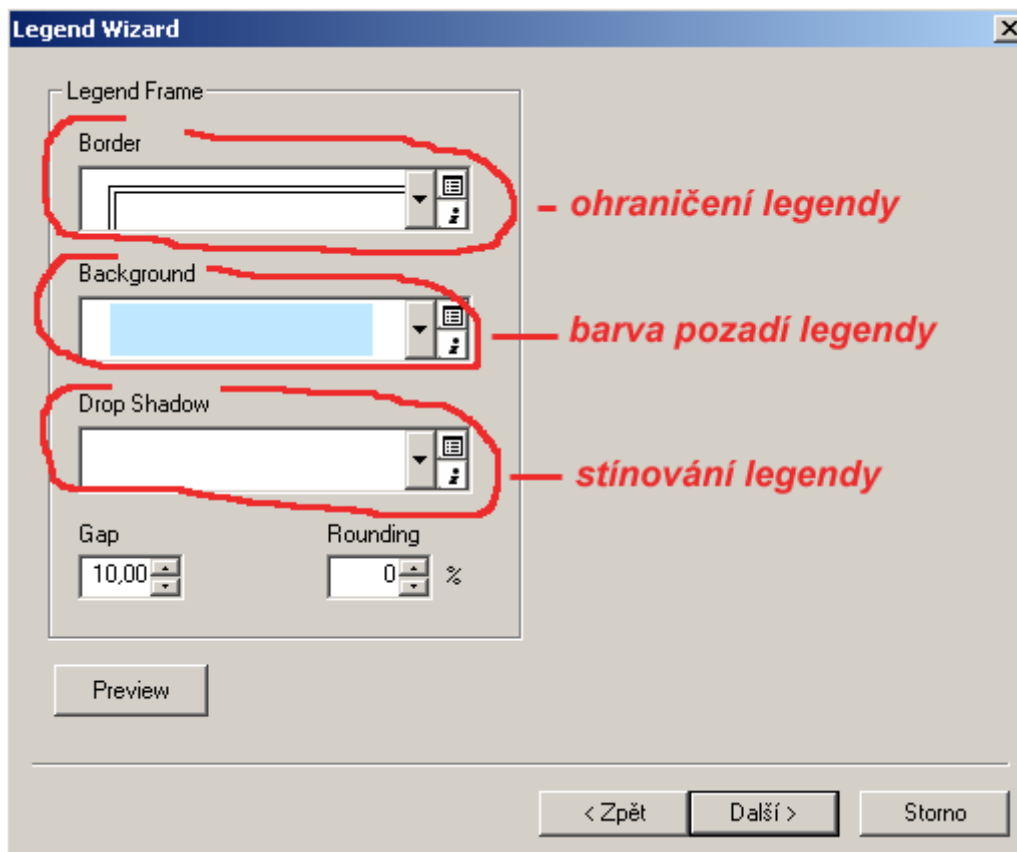 Legend Wizard
Legend Frame
Border
– ohraničení legendy
Background
— barva pozadí legendy
Drop Shadow
— stínování legendy
Gap
Rounding
10,00
0 %
Preview
< Zpět
Další >
Storno